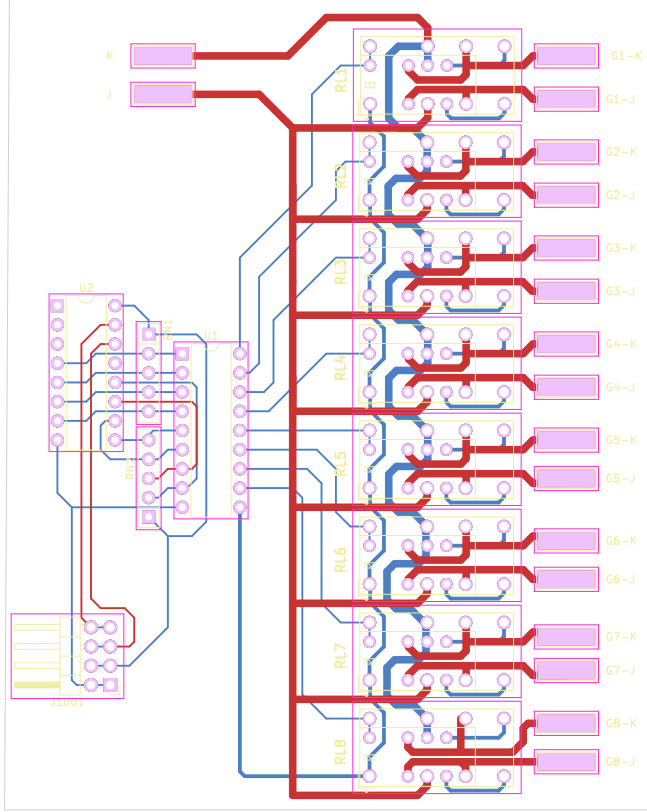 K
J
RL1
G1-K
G1-J
RL2
G2-K
G2-J
RL3
G3-K
G3-J
U2
RN1
U1
RL4
G4-K
G4-J
RL5
G5-K
G5-J
RL6
G6-K
G6-J
J1001
RL7
G7-K
G7-J
RL8
G8-K
G8-J